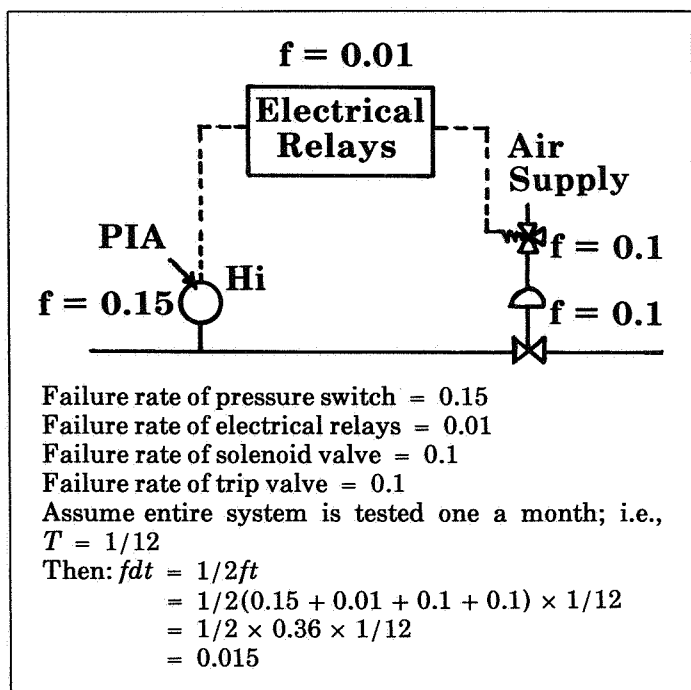 f = 0.01
Electrical
Relays
Air
Supply
PIA
Hi
f = 0.15
f = 0.1
f = 0.1
Failure rate of pressure switch = 0.15
Failure rate of electrical relays = 0.01
Failure rate of solenoid valve = 0.1
Failure rate of trip valve = 0.1
Assume entire system is tested one a month; i.e.,
T = 1/12
Then: fdt = 1/2ft
= 1/2(0.15 + 0.01 + 0.1 + 0.1) × 1/12
= 1/2 × 0.36 × 1/12
= 0.015